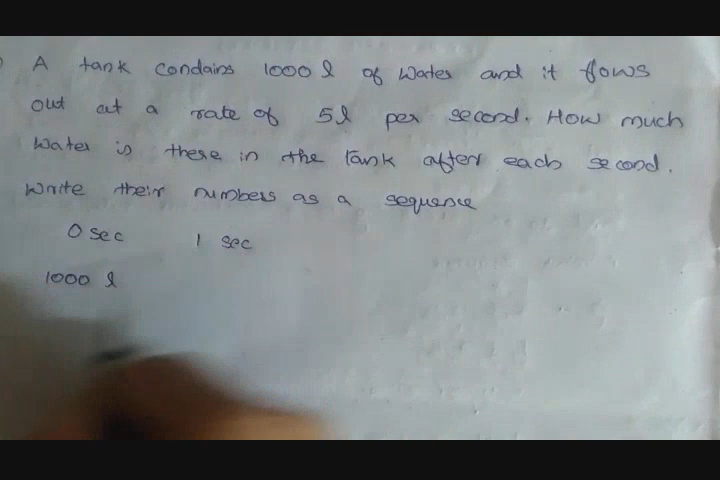 A tank condains 1000 l of water and it flows
out at a rate of 5l per second. How much
water is there in the Tank after each second.
Write their numbers as a sequence
0 sec 1 sec
1000 l